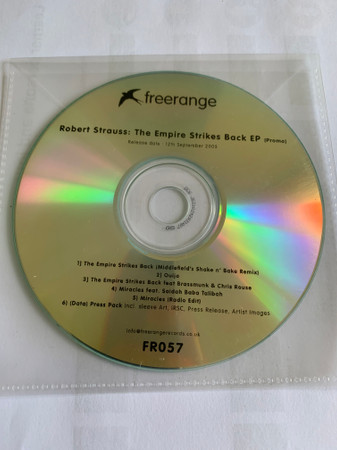 freerange
Robert Strauss: The Empire Strikes Back EP (Promo)
Release date : 12th September 2005
1) The Empire Strikes Back (Middlefield's Shake n' Bake Remix)
2) OuLe
3) The Empire Strikes Back feat Brassmunk & Chris Rouse
4) Miracles feat. Saidah Baba Talibah
5) Miracles (Radio Edit)
6) (Data) Press Pack incl. sleeve Art, IRSC, Press Release, Artist Images
info@freerangerecords.co.uk
FR057